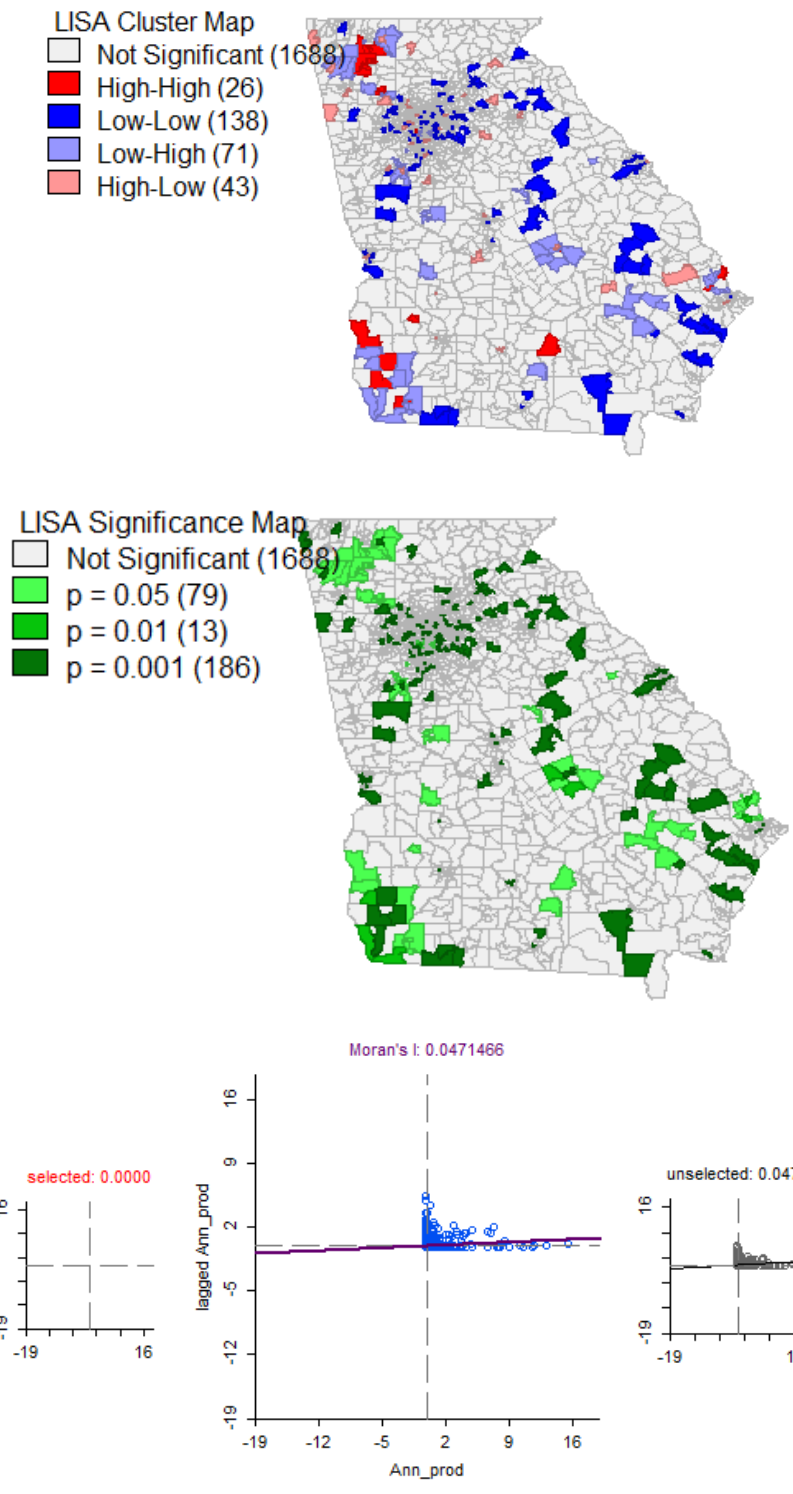 LISA Cluster Map
Not Significant (1688)
High-High (26)
Low-Low (138)
Low-High (71)
High-Low (43)
LISA Significance Map
Not Significant (1688)
p = 0.05 (79)
p = 0.01 (13)
p = 0.001 (186)
Moran's I: 0.0471466
selected: 0.0000
-19
-19 16
lagged Ann_prod
16
9
2
-5
-12
-19
-19 -12 -5 2 9 16
Ann_prod
unselected: 0.047
16
-19
-19